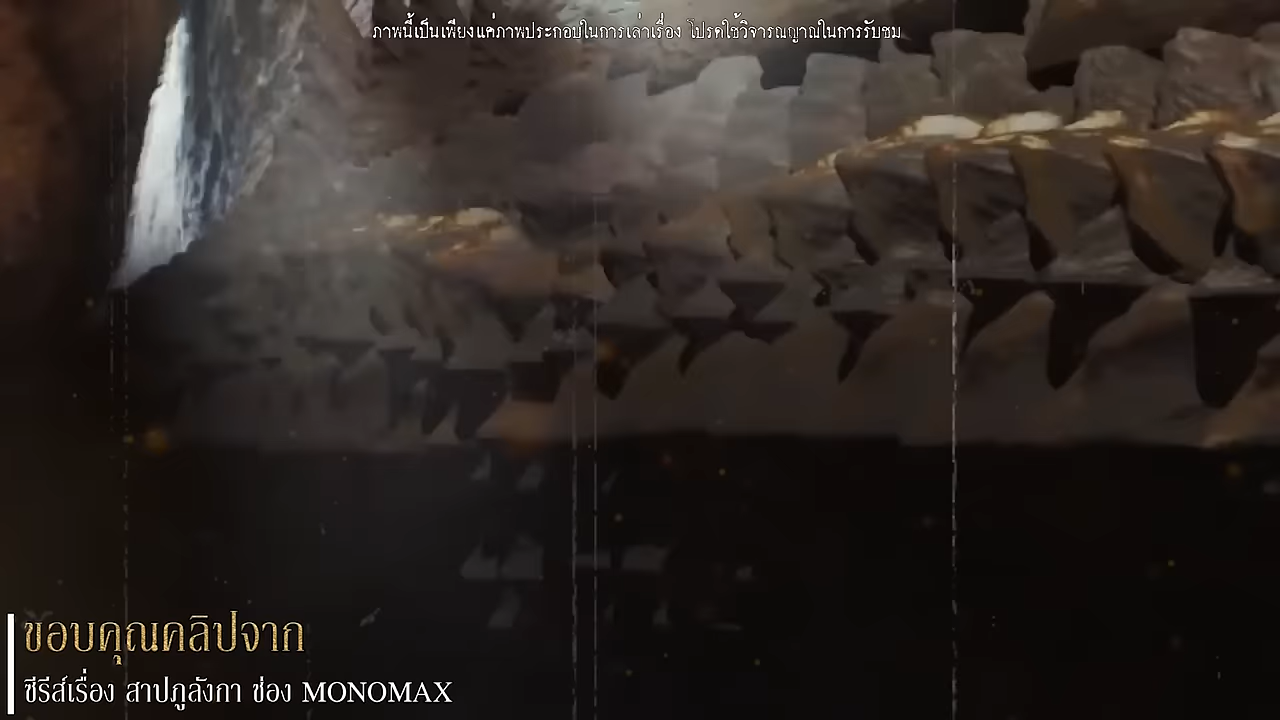 ภาพนี้เป็นเพียงแค่ภาพประกอบในการเล่าเรื่อง โปรดใช้วิจารณญาณในการรับชม
ขอบคุณคลิปจาก
ซีรีส์เรื่อง สาปภูลังกา ช่อง MONOMAX